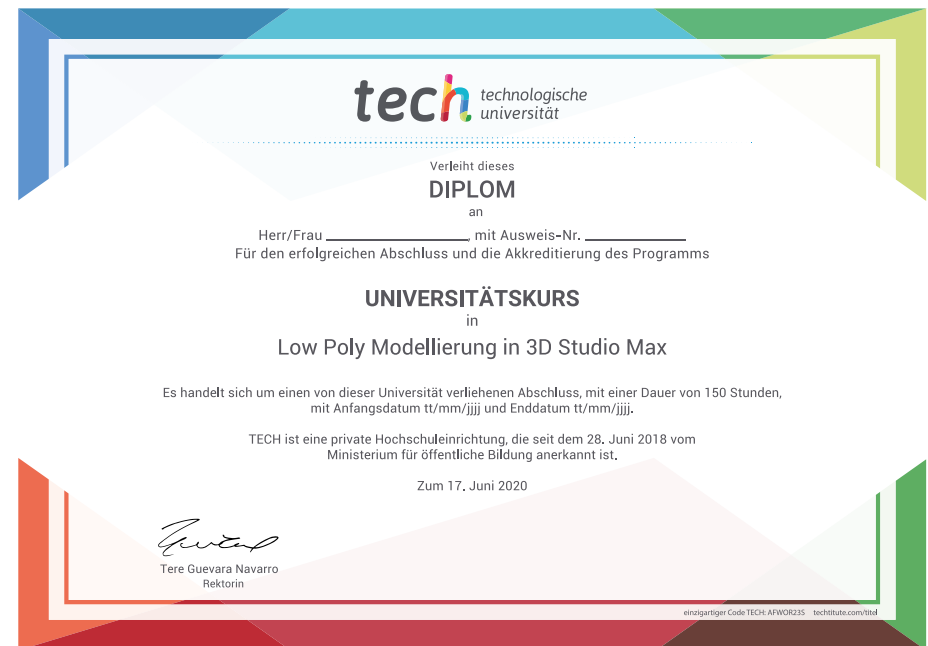 tech technologische
universität
Verleiht dieses
DIPLOM
an
Herr/Frau ________________, mit Ausweis-Nr. ____________
Für den erfolgreichen Abschluss und die Akkreditierung des Programms
UNIVERSITÄTSKURS
in
Low Poly Modellierung in 3D Studio Max
Es handelt sich um einen von dieser Universität verliehenen Abschluss, mit einer Dauer von 150 Stunden,
mit Anfangsdatum tt/mm/jjjj und Enddatum tt/mm/jjjj.
TECH ist eine private Hochschuleinrichtung, die seit dem 28. Juni 2018 vom
Ministerium für öffentliche Bildung anerkannt ist.
Zum 17. Juni 2020
Tere Guevara Navarro
Rektorin
einzigartiger Code TECH: AFWOR23S techtitute.com/titel